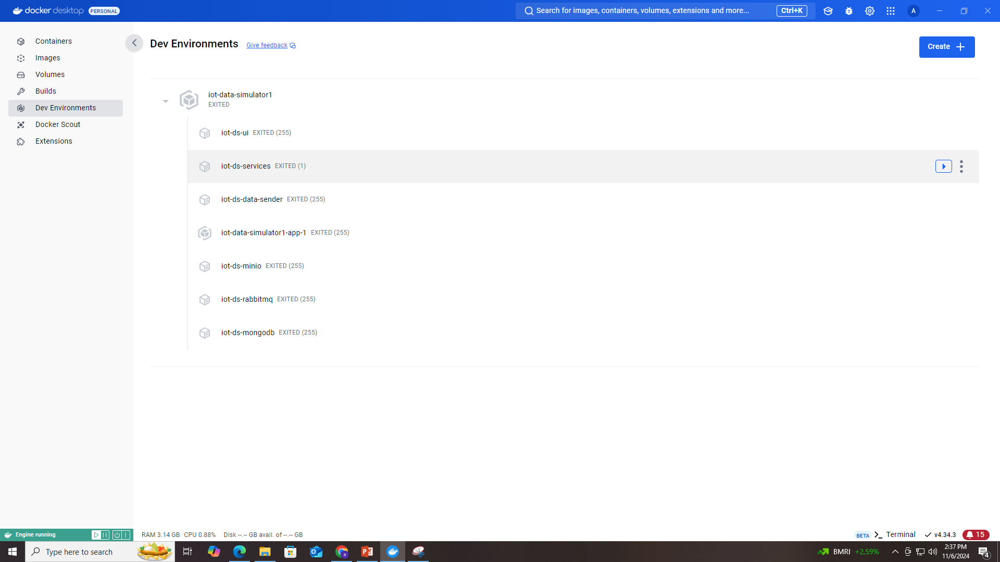 docker desktop PERSONAL
Search for images, containers, volumes, extensions and more... Ctrl+K
A
Containers
Images
Volumes
Builds
Dev Environments
Docker Scout
Extensions
Dev Environments Give feedback
Create
iot-data-simulator1
EXITED
iot-ds-ui EXITED (255)
iot-ds-services EXITED (1)
iot-ds-data-sender EXITED (255)
iot-data-simulator1-app-1 EXITED (255)
iot-ds-minio EXITED (255)
iot-ds-rabbitmq EXITED (255)
iot-ds-mongodb EXITED (255)
Engine running
RAM 3.14 GB CPU 0.88% Disk --.-- GB avail. of --.-- GB
BETA Terminal v4.34.3 15
Type here to search
BMRI +2,59%
2:37 PM
11/6/2024
4